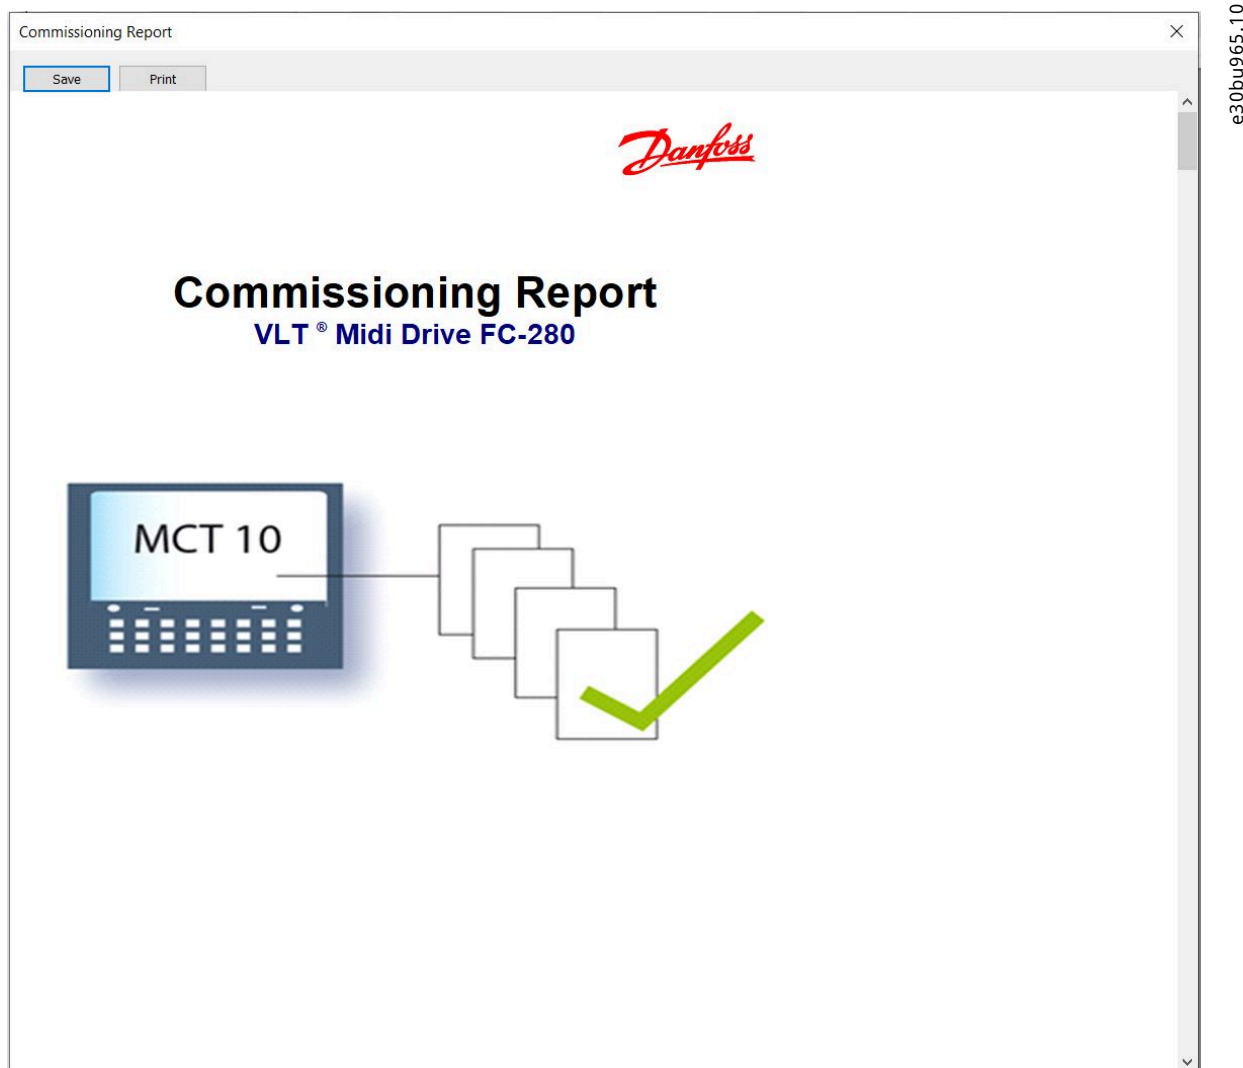 Commissioning Report
Save
Print
Danfoss
Commissioning Report
VLT ® Midi Drive FC-280
MCT 10
e30bu965.10